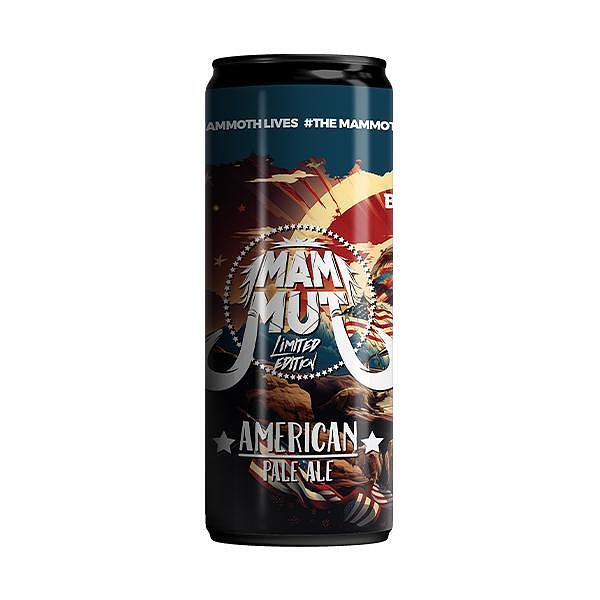 AMMOTH LIVES #THE MAMMOT
B
MAM
MUT
LIMITED
EDITION
AMERICAN
PALE ALE